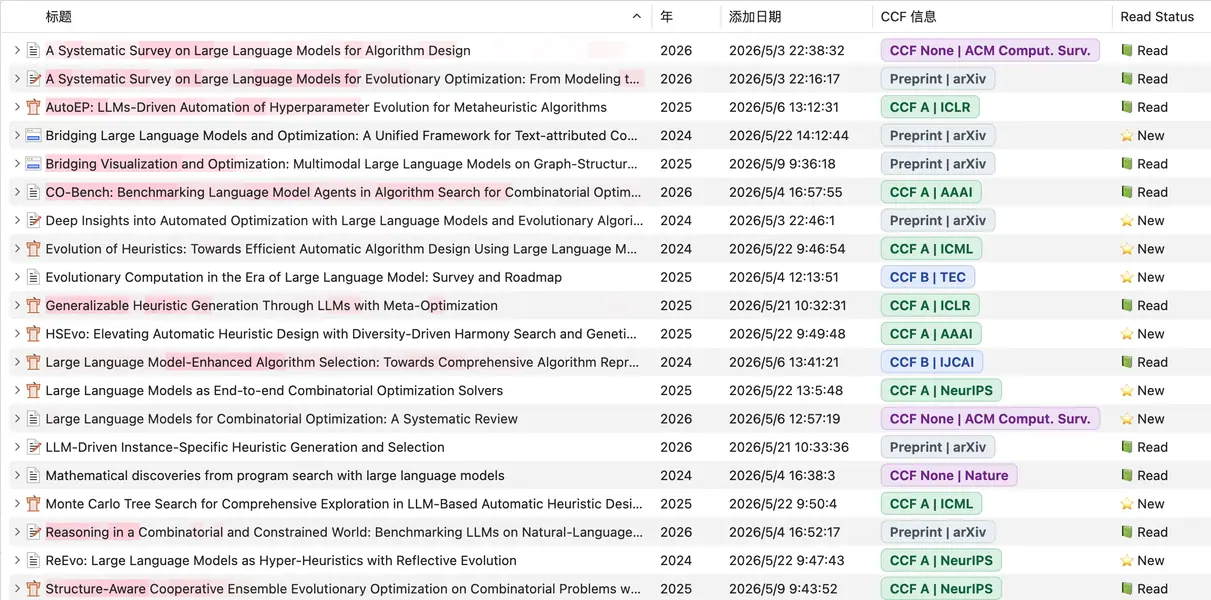 标题 年 添加日期 CCF 信息 Read Status
A Systematic Survey on Large Language Models for Algorithm Design 2026 2026/5/3 22:38:32 CCF None | ACM Comput. Surv. Read
A Systematic Survey on Large Language Models for Evolutionary Optimization: From Modeling t... 2026 2026/5/3 22:16:17 Preprint | arXiv Read
AutoEP: LLMs-Driven Automation of Hyperparameter Evolution for Metaheuristic Algorithms 2025 2026/5/6 13:12:31 CCF A | ICLR Read
Bridging Large Language Models and Optimization: A Unified Framework for Text-attributed Co... 2024 2026/5/22 14:12:44 Preprint | arXiv New
Bridging Visualization and Optimization: Multimodal Large Language Models on Graph-Structur... 2025 2026/5/9 9:36:18 Preprint | arXiv Read
CO-Bench: Benchmarking Language Model Agents in Algorithm Search for Combinatorial Optim... 2026 2026/5/4 16:57:55 CCF A | AAAI Read
Deep Insights into Automated Optimization with Large Language Models and Evolutionary Algori... 2024 2026/5/3 22:46:1 Preprint | arXiv New
Evolution of Heuristics: Towards Efficient Automatic Algorithm Design Using Large Language M... 2024 2026/5/22 9:46:54 CCF A | ICML New
Evolutionary Computation in the Era of Large Language Model: Survey and Roadmap 2025 2026/5/4 12:13:51 CCF B | TEC New
Generalizable Heuristic Generation Through LLMs with Meta-Optimization 2025 2026/5/21 10:32:31 CCF A | ICLR Read
HSEvo: Elevating Automatic Heuristic Design with Diversity-Driven Harmony Search and Geneti... 2025 2026/5/22 9:49:48 CCF A | AAAI New
Large Language Model-Enhanced Algorithm Selection: Towards Comprehensive Algorithm Repr... 2024 2026/5/6 13:41:21 CCF B | IJCAI Read
Large Language Models as End-to-end Combinatorial Optimization Solvers 2025 2026/5/22 13:5:48 CCF A | NeurIPS New
Large Language Models for Combinatorial Optimization: A Systematic Review 2026 2026/5/6 12:57:19 CCF None | ACM Comput. Surv. New
LLM-Driven Instance-Specific Heuristic Generation and Selection 2026 2026/5/21 10:33:36 Preprint | arXiv Read
Mathematical discoveries from program search with large language models 2024 2026/5/4 16:38:3 CCF None | Nature Read
Monte Carlo Tree Search for Comprehensive Exploration in LLM-Based Automatic Heuristic Desi... 2025 2026/5/22 9:50:4 CCF A | ICML New
Reasoning in a Combinatorial and Constrained World: Benchmarking LLMs on Natural-Language... 2026 2026/5/4 16:52:17 Preprint | arXiv Read
ReEvo: Large Language Models as Hyper-Heuristics with Reflective Evolution 2024 2026/5/22 9:47:43 CCF A | NeurIPS New
Structure-Aware Cooperative Ensemble Evolutionary Optimization on Combinatorial Problems w... 2025 2026/5/9 9:43:52 CCF A | NeurIPS Read